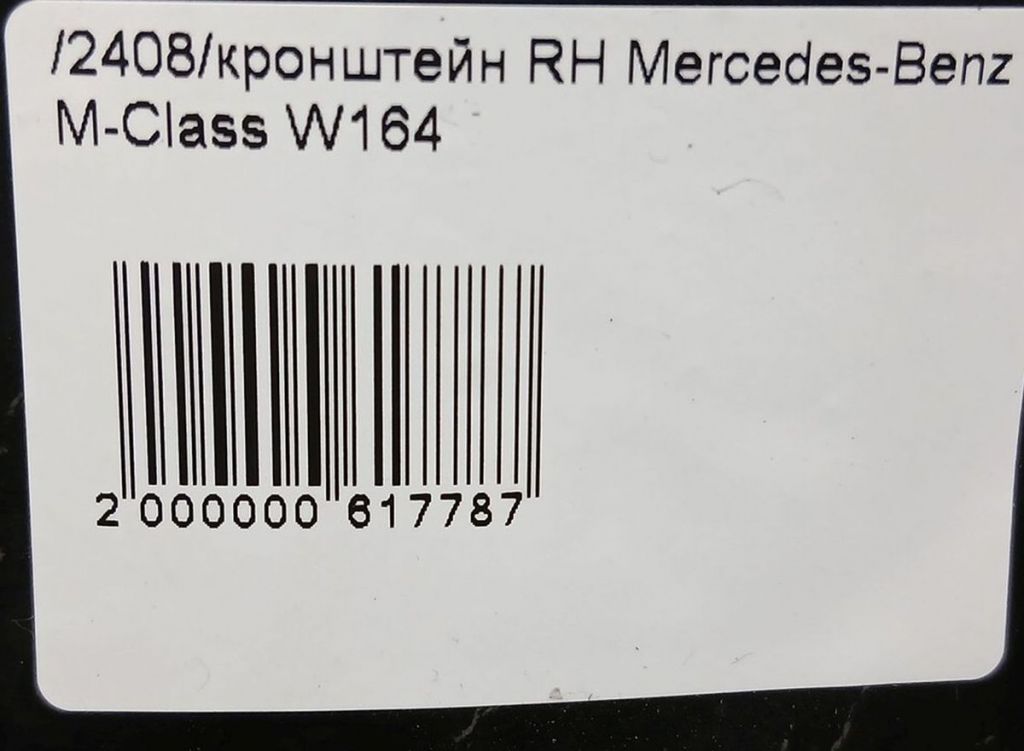 /2408/кронштейн RH Mercedes-Benz
M-Class W164
2 000000 617787